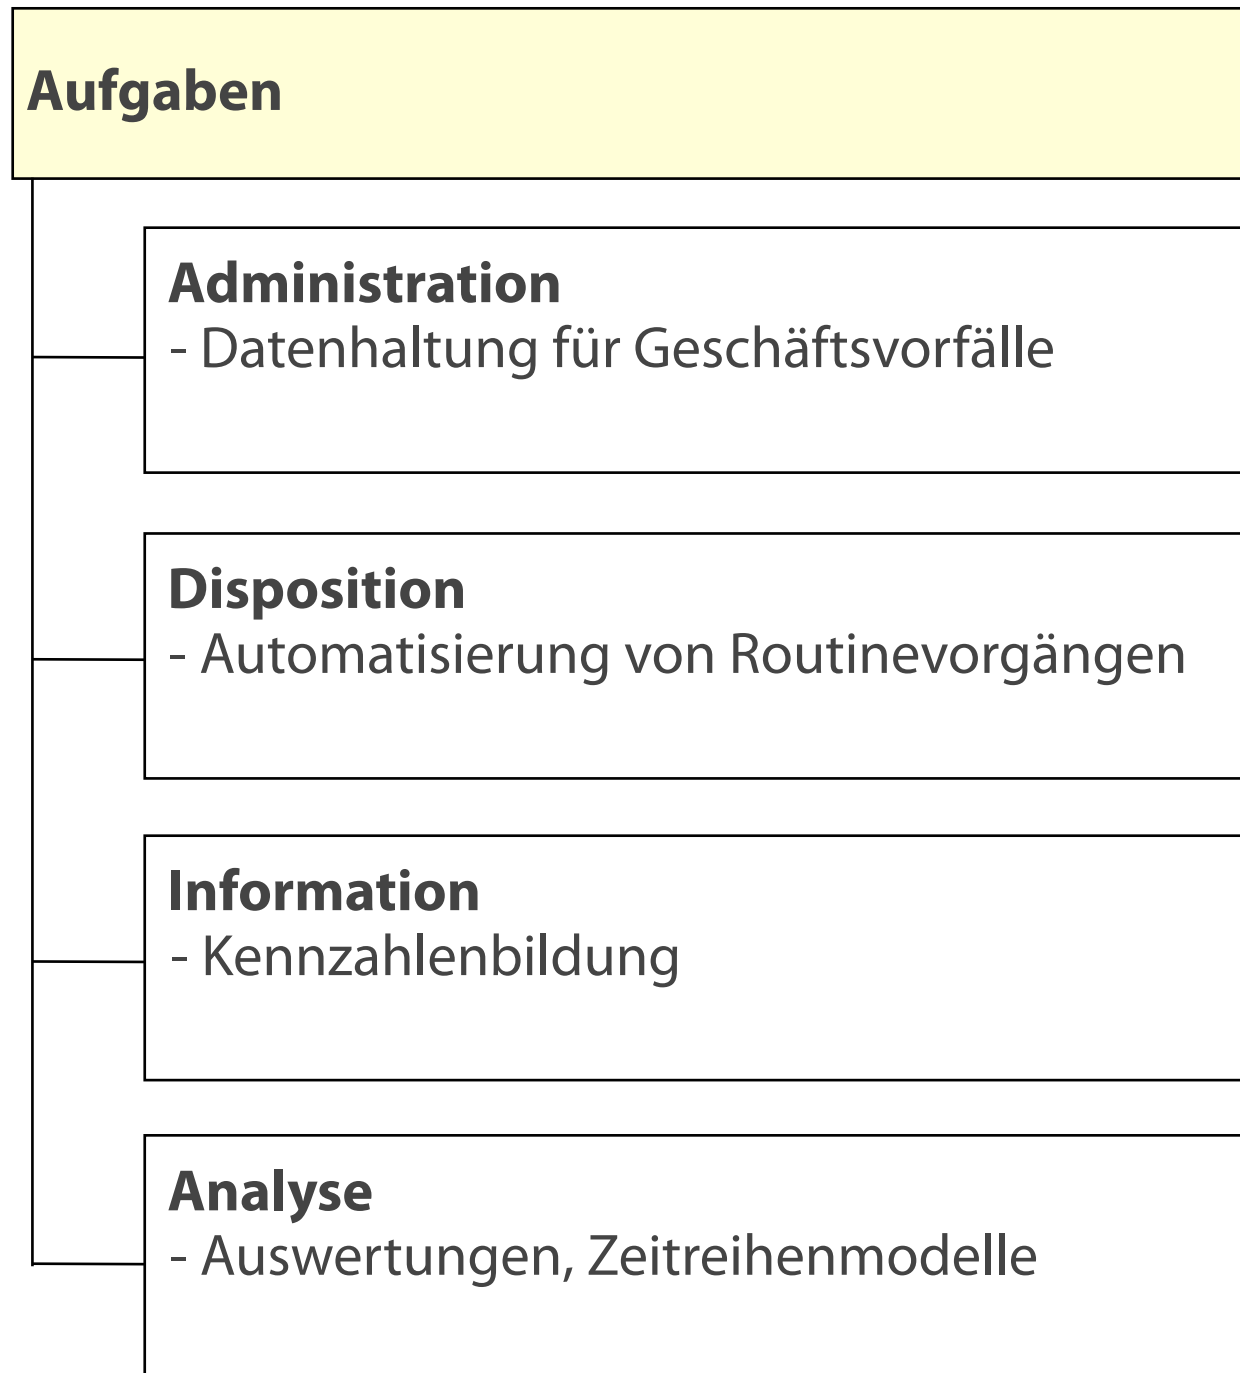 Aufgaben
Administration
- Datenhaltung für Geschäftsvorfälle
Disposition
- Automatisierung von Routinevorgängen
Information
- Kennzahlenbildung
Analyse
- Auswertungen, Zeitreihenmodelle